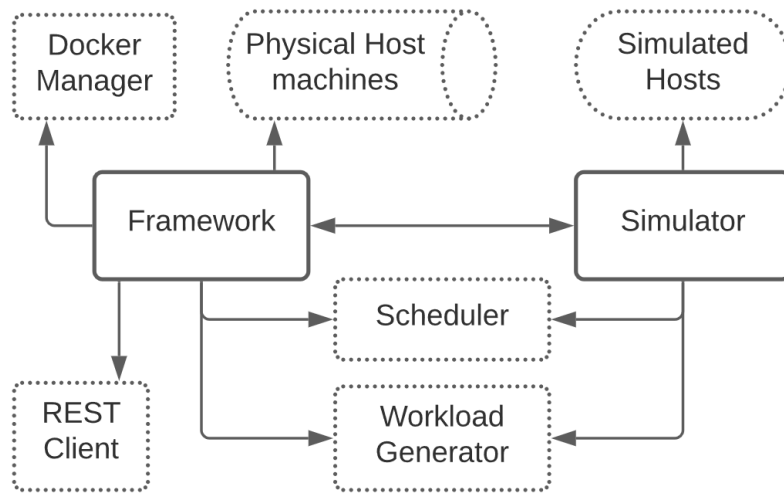 Docker
Manager
Physical Host
machines
Simulated
Hosts
Framework
Simulator
Scheduler
REST
Client
Workload
Generator